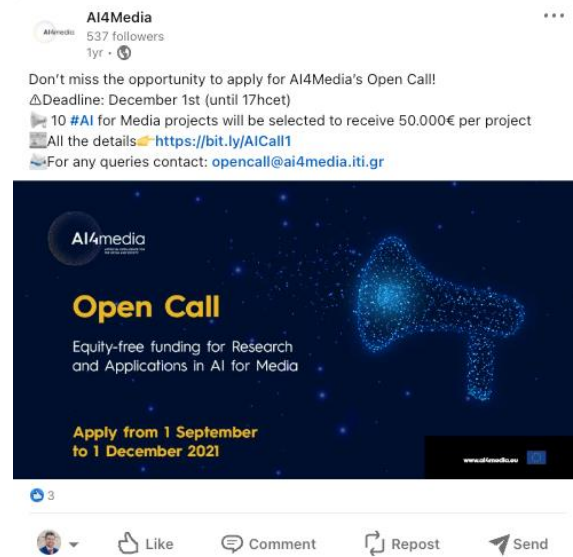 AI4Media
AI4media
537 followers
1yr •
Don't miss the opportunity to apply for AI4Media's Open Call!
⚠Deadline: December 1st (until 17hcet)
10 #AI for Media projects will be selected to receive 50.000€ per project
All the details👉https://bit.ly/AICall1
For any queries contact: opencall@ai4media.iti.gr
AI4media
Open Call
Equity-free funding for Research
and Applications in AI for Media
Apply from 1 September
to 1 December 2021
www.ai4media.eu
3
Like
Comment
Repost
Send